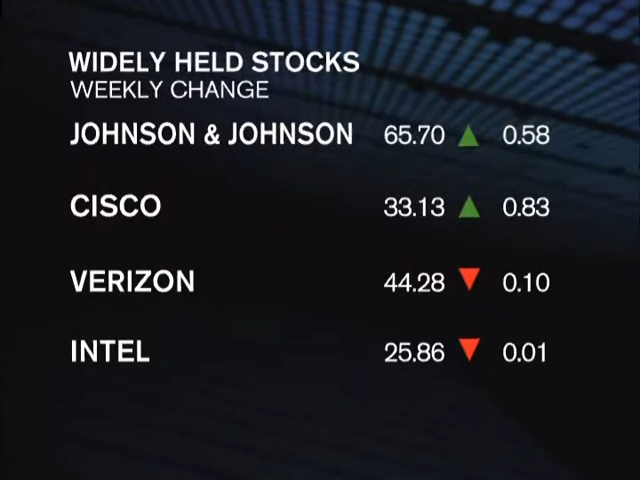 WIDELY HELD STOCKS
WEEKLY CHANGE
JOHNSON & JOHNSON 65.70 ▲ 0.58
CISCO 33.13 ▲ 0.83
VERIZON 44.28 ▼ 0.10
INTEL 25.86 ▼ 0.01